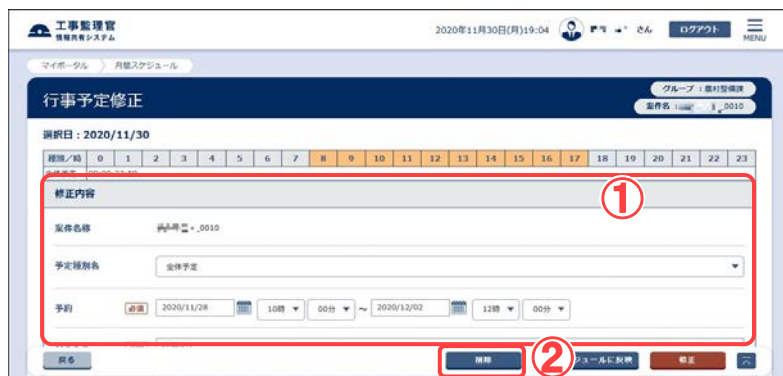 工事監理官
情報共有システム
2020年11月30日(月)19:04
さん
ログアウト
MENU
マイポータル
月間スケジュール
行事予定修正
グループ：農村整備課
案件名：
0010
選択日：2020/11/30
種別／時 0 1 2 3 4 5 6 7 8 9 10 11 12 13 14 15 16 17 18 19 20 21 22 23
修正内容
①
案件名称
0010
予定種別名
全体予定
予約 必須 2020/11/28 10時 00分 ～ 2020/12/02 12時 00分
戻る
削除
②
ジュールに反映
修正